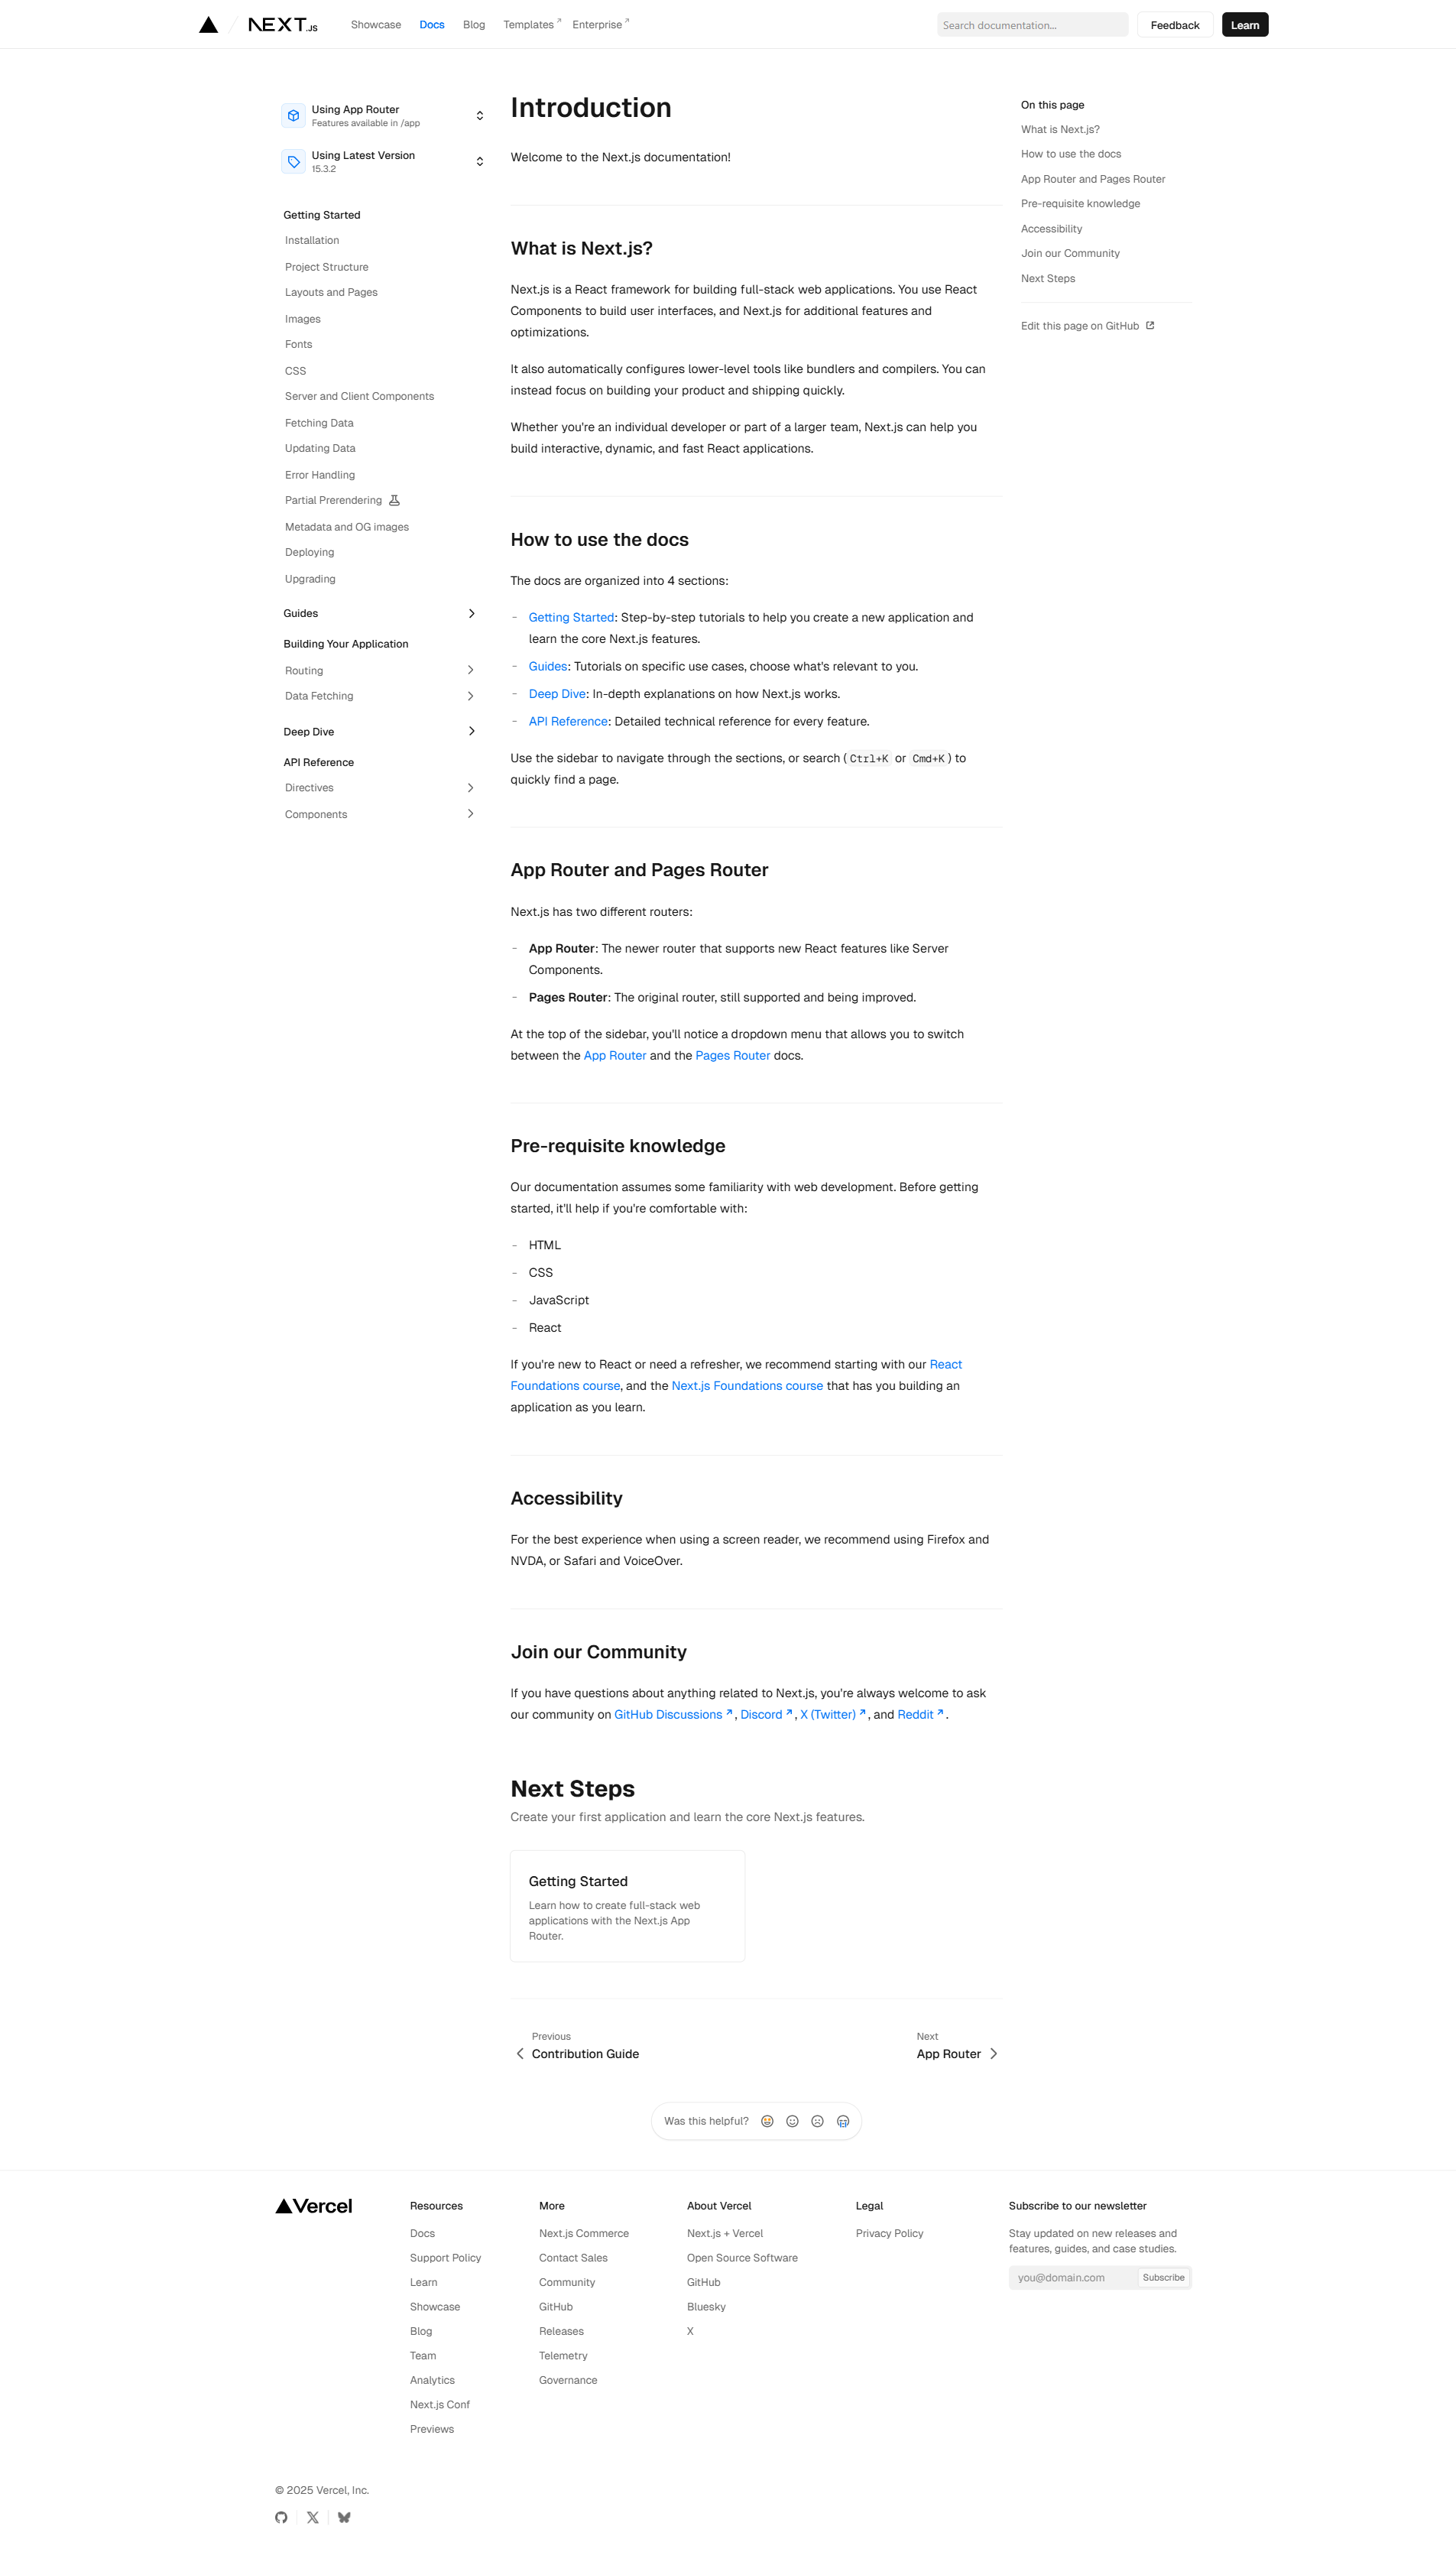 NEXT.JS
Showcase
Docs
Blog
Templates
Enterprise
Search documentation...
Feedback
Learn
Using App Router
Features available in /app
Using Latest Version
15.3.2
Getting Started
Installation
Project Structure
Layouts and Pages
Images
Fonts
CSS
Server and Client Components
Fetching Data
Updating Data
Error Handling
Partial Prerendering
Metadata and OG images
Deploying
Upgrading
Guides
Building Your Application
Routing
Data Fetching
Deep Dive
API Reference
Directives
Components
Introduction
Welcome to the Next.js documentation!
What is Next.js?
Next.js is a React framework for building full-stack web applications. You use React
Components to build user interfaces, and Next.js for additional features and
optimizations.
It also automatically configures lower-level tools like bundlers and compilers. You can
instead focus on building your product and shipping quickly.
Whether you're an individual developer or part of a larger team, Next.js can help you
build interactive, dynamic, and fast React applications.
How to use the docs
The docs are organized into 4 sections:
- Getting Started: Step-by-step tutorials to help you create a new application and
learn the core Next.js features.
- Guides: Tutorials on specific use cases, choose what's relevant to you.
- Deep Dive: In-depth explanations on how Next.js works.
- API Reference: Detailed technical reference for every feature.
Use the sidebar to navigate through the sections, or search (Ctrl+K or Cmd+K) to
quickly find a page.
App Router and Pages Router
Next.js has two different routers:
- App Router: The newer router that supports new React features like Server
Components.
- Pages Router: The original router, still supported and being improved.
At the top of the sidebar, you'll notice a dropdown menu that allows you to switch
between the App Router and the Pages Router docs.
Pre-requisite knowledge
Our documentation assumes some familiarity with web development. Before getting
started, it'll help if you're comfortable with:
- HTML
- CSS
- JavaScript
- React
If you're new to React or need a refresher, we recommend starting with our React
Foundations course, and the Next.js Foundations course that has you building an
application as you learn.
Accessibility
For the best experience when using a screen reader, we recommend using Firefox and
NVDA, or Safari and VoiceOver.
Join our Community
If you have questions about anything related to Next.js, you're always welcome to ask
our community on GitHub Discussions, Discord, X (Twitter), and Reddit.
Next Steps
Create your first application and learn the core Next.js features.
Getting Started
Learn how to create full-stack web
applications with the Next.js App
Router.
Previous
Contribution Guide
Next
App Router
Was this helpful?
On this page
What is Next.js?
How to use the docs
App Router and Pages Router
Pre-requisite knowledge
Accessibility
Join our Community
Next Steps
Edit this page on GitHub
Vercel
Resources
Docs
Support Policy
Learn
Showcase
Blog
Team
Analytics
Next.js Conf
Previews
More
Next.js Commerce
Contact Sales
Community
GitHub
Releases
Telemetry
Governance
About Vercel
Next.js + Vercel
Open Source Software
GitHub
Bluesky
X
Legal
Privacy Policy
Subscribe to our newsletter
Stay updated on new releases and
features, guides, and case studies.
you@domain.com
Subscribe
© 2025 Vercel, Inc.